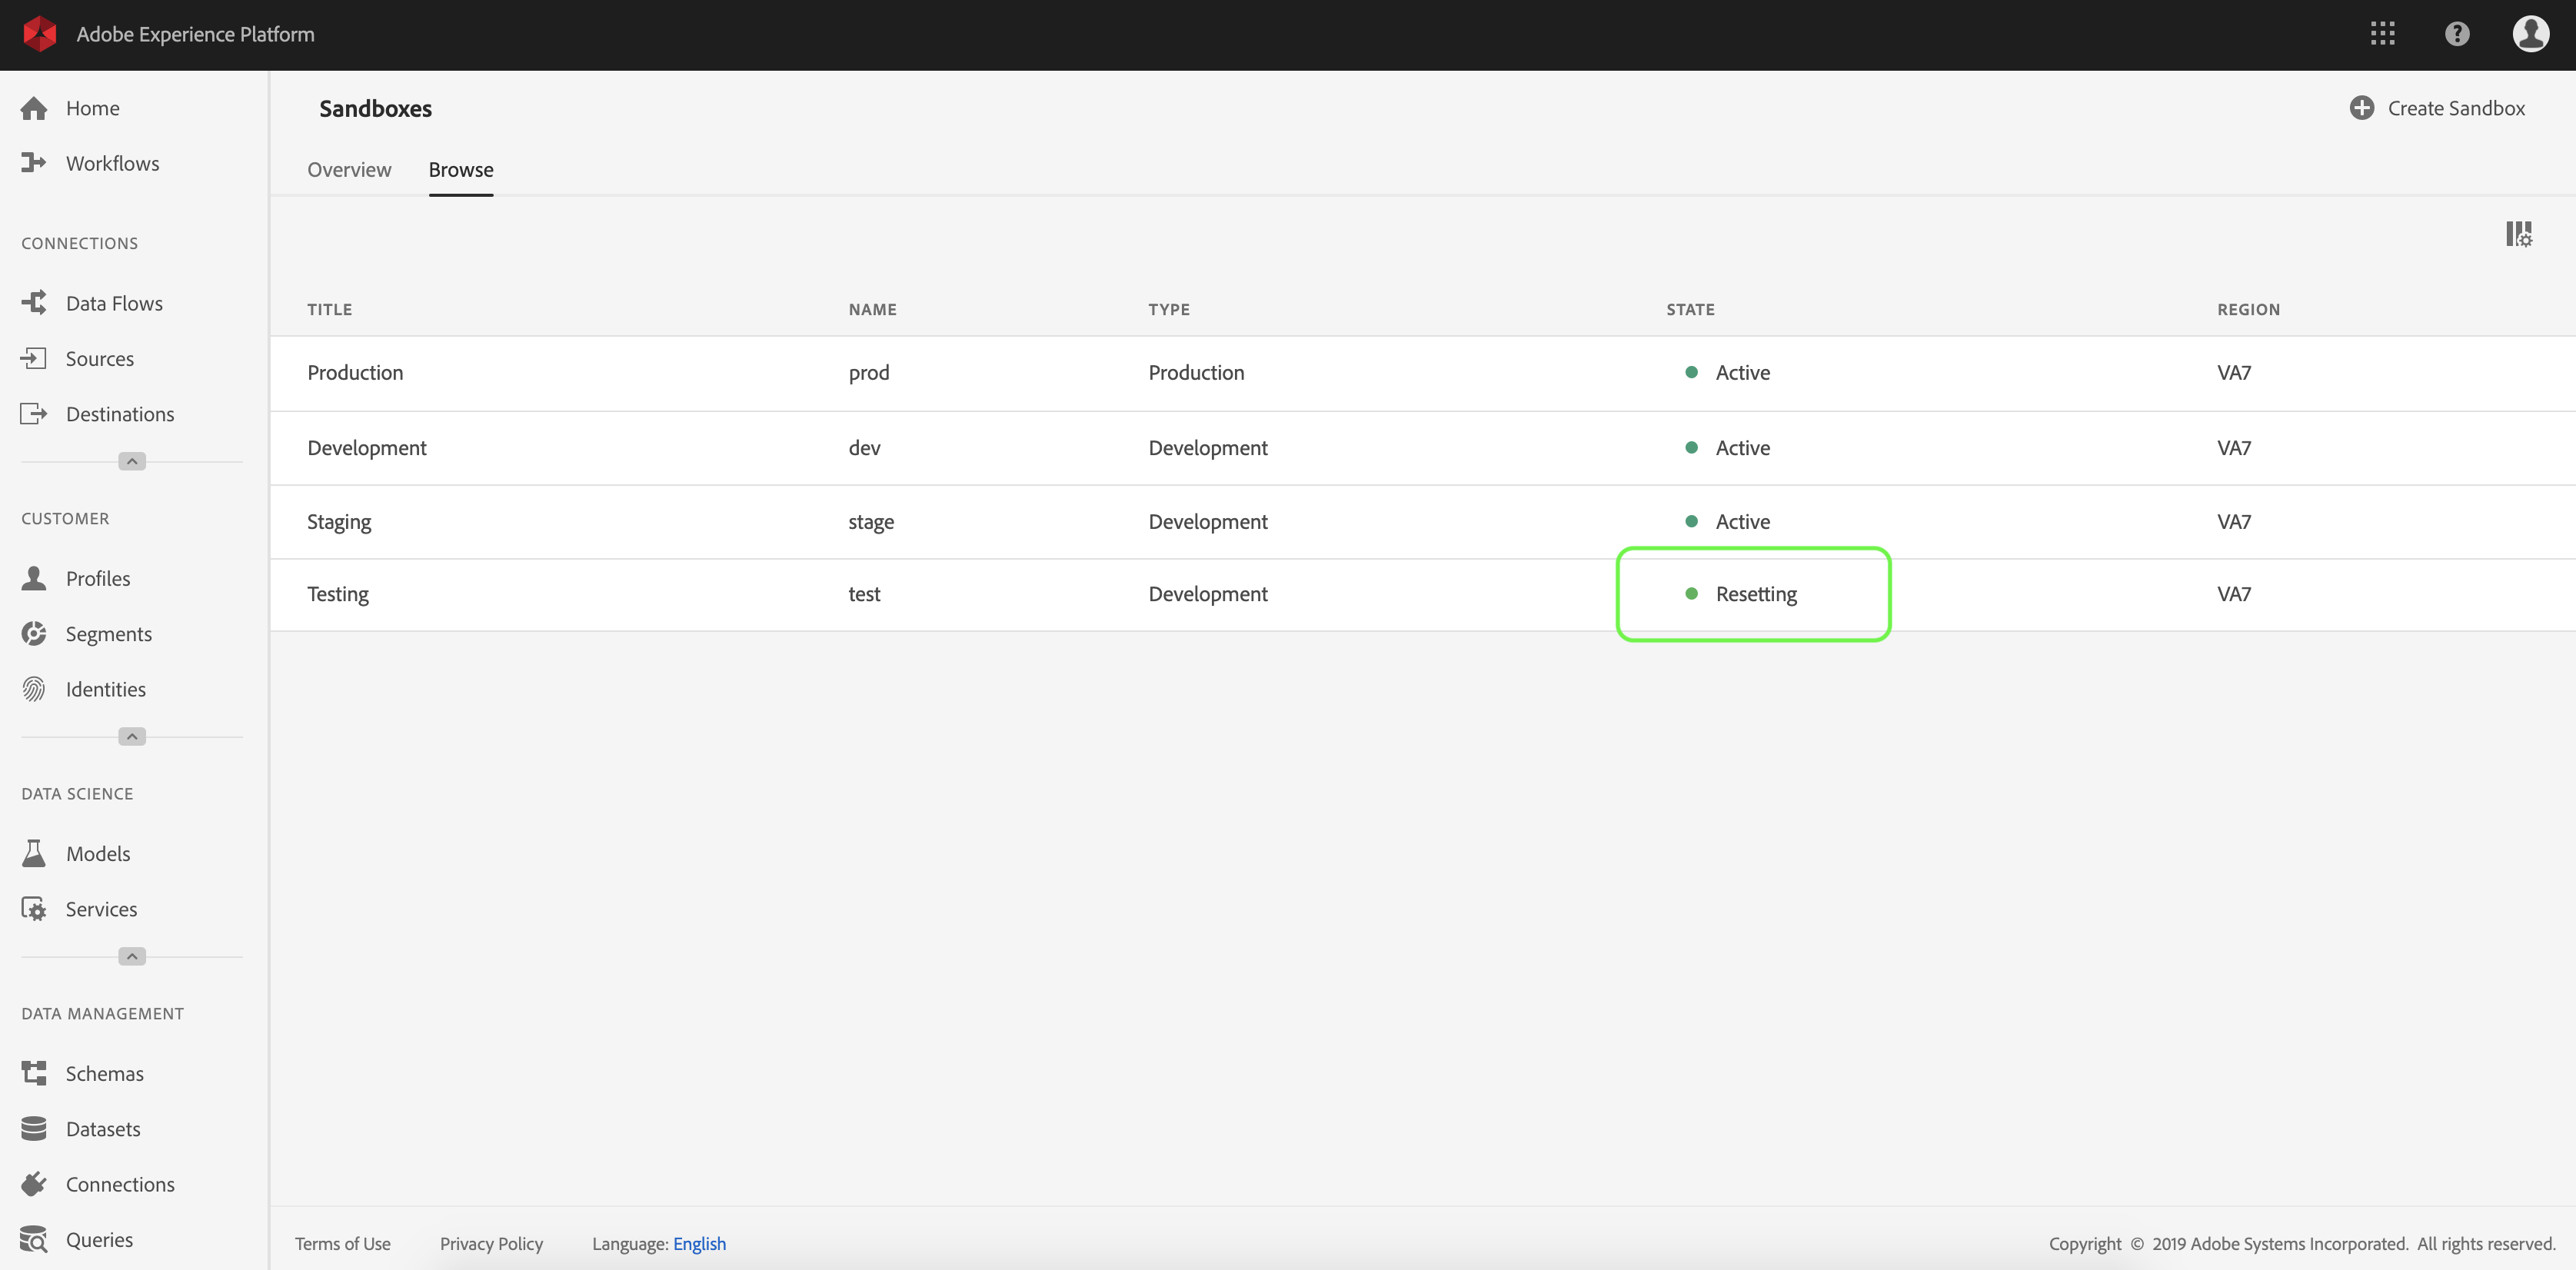 Adobe Experience Platform
Home
Workflows
CONNECTIONS
Data Flows
Sources
Destinations
CUSTOMER
Profiles
Segments
Identities
DATA SCIENCE
Models
Services
DATA MANAGEMENT
Schemas
Datasets
Connections
Queries
Sandboxes
Create Sandbox
Overview Browse
TITLE NAME TYPE STATE REGION
Production prod Production Active VA7
Development dev Development Active VA7
Staging stage Development Active VA7
Testing test Development Resetting VA7
Terms of Use Privacy Policy Language: English Copyright © 2019 Adobe Systems Incorporated. All rights reserved.